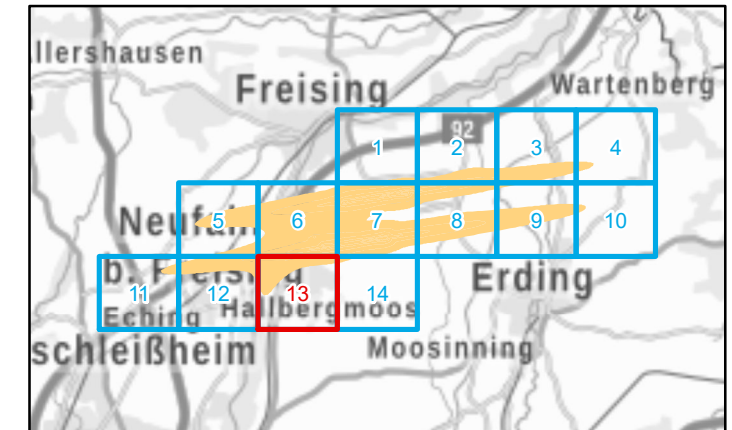 llershausen
Freising
Wartenberg
92
1
2
3
4
Neufahrn
5
6
7
8
9
10
b. Freising
11
12
13
14
Erding
Eching
Hallbergmoos
schleißheim
Moosinning